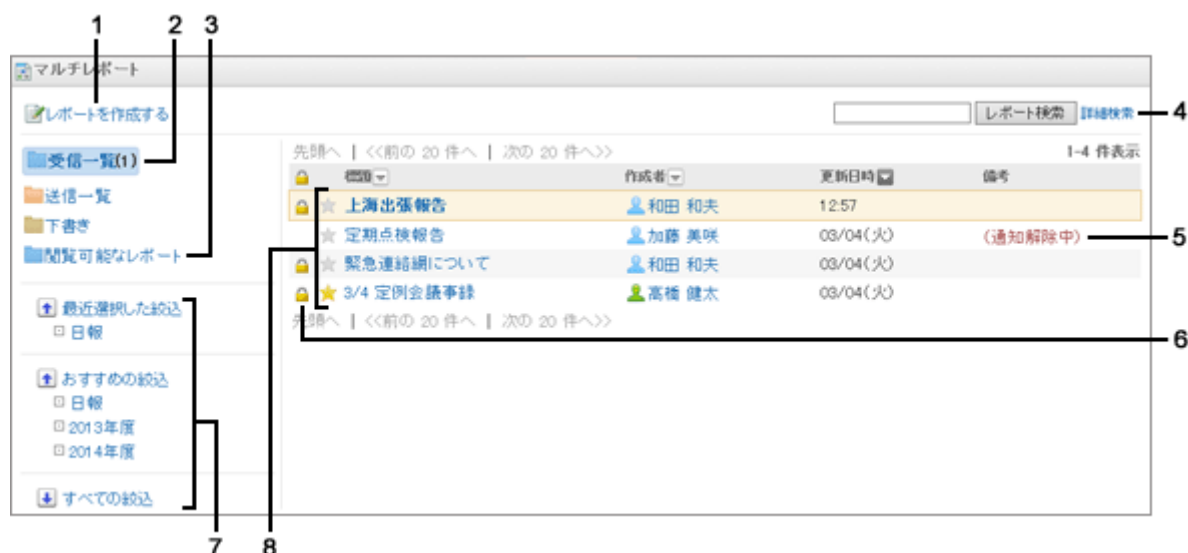 1 2 3
マルチレポート
レポートを作成する
レポート検索 詳細検索 4
受信一覧(1)
送信一覧
下書き
閲覧可能なレポート
最近選択した絞込
日報
おすすめの絞込
日報
2013年度
2014年度
すべての絞込
先頭へ | <<前の 20 件へ | 次の 20 件へ>> 1-4 件表示
標題 作成者 更新日時 備考
上海出張報告 和田 和夫 12:57
定期点検報告 加藤 美咲 03/04(火) (通知解除中) 5
緊急連絡網について 和田 和夫 03/04(火)
3/4 定例会議事録 高橋 健太 03/04(火)
先頭へ | <<前の 20 件へ | 次の 20 件へ>>
6
7 8